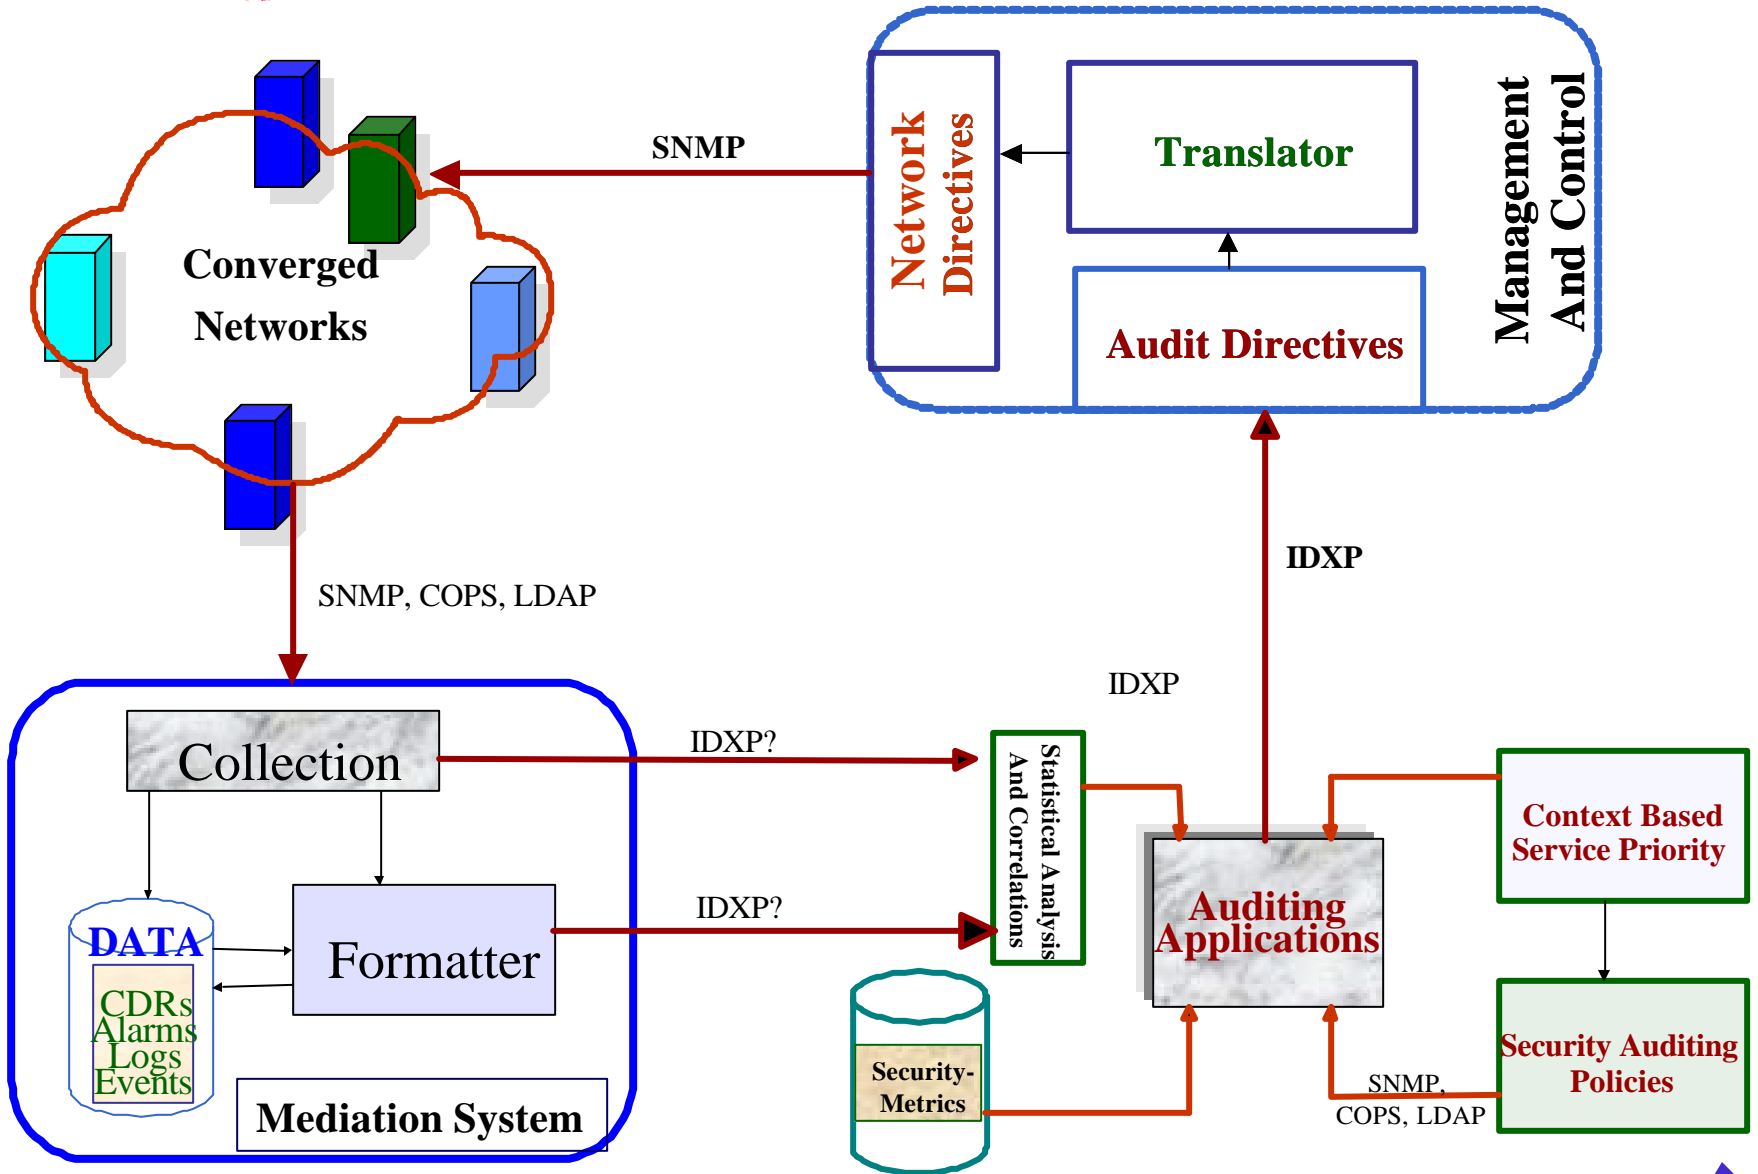 SNMP
Network
Directives
Translator
Audit Directives
Management
And Control
Converged
Networks
SNMP, COPS, LDAP
IDXP
IDXP
Collection
IDXP?
Statistical Analysis
And Correlations
Context Based
Service Priority
DATA
CDRs
Alarms
Logs
Events
Formatter
IDXP?
Auditing
Applications
Security-
Metrics
Security Auditing
Policies
SNMP,
COPS, LDAP
Mediation System